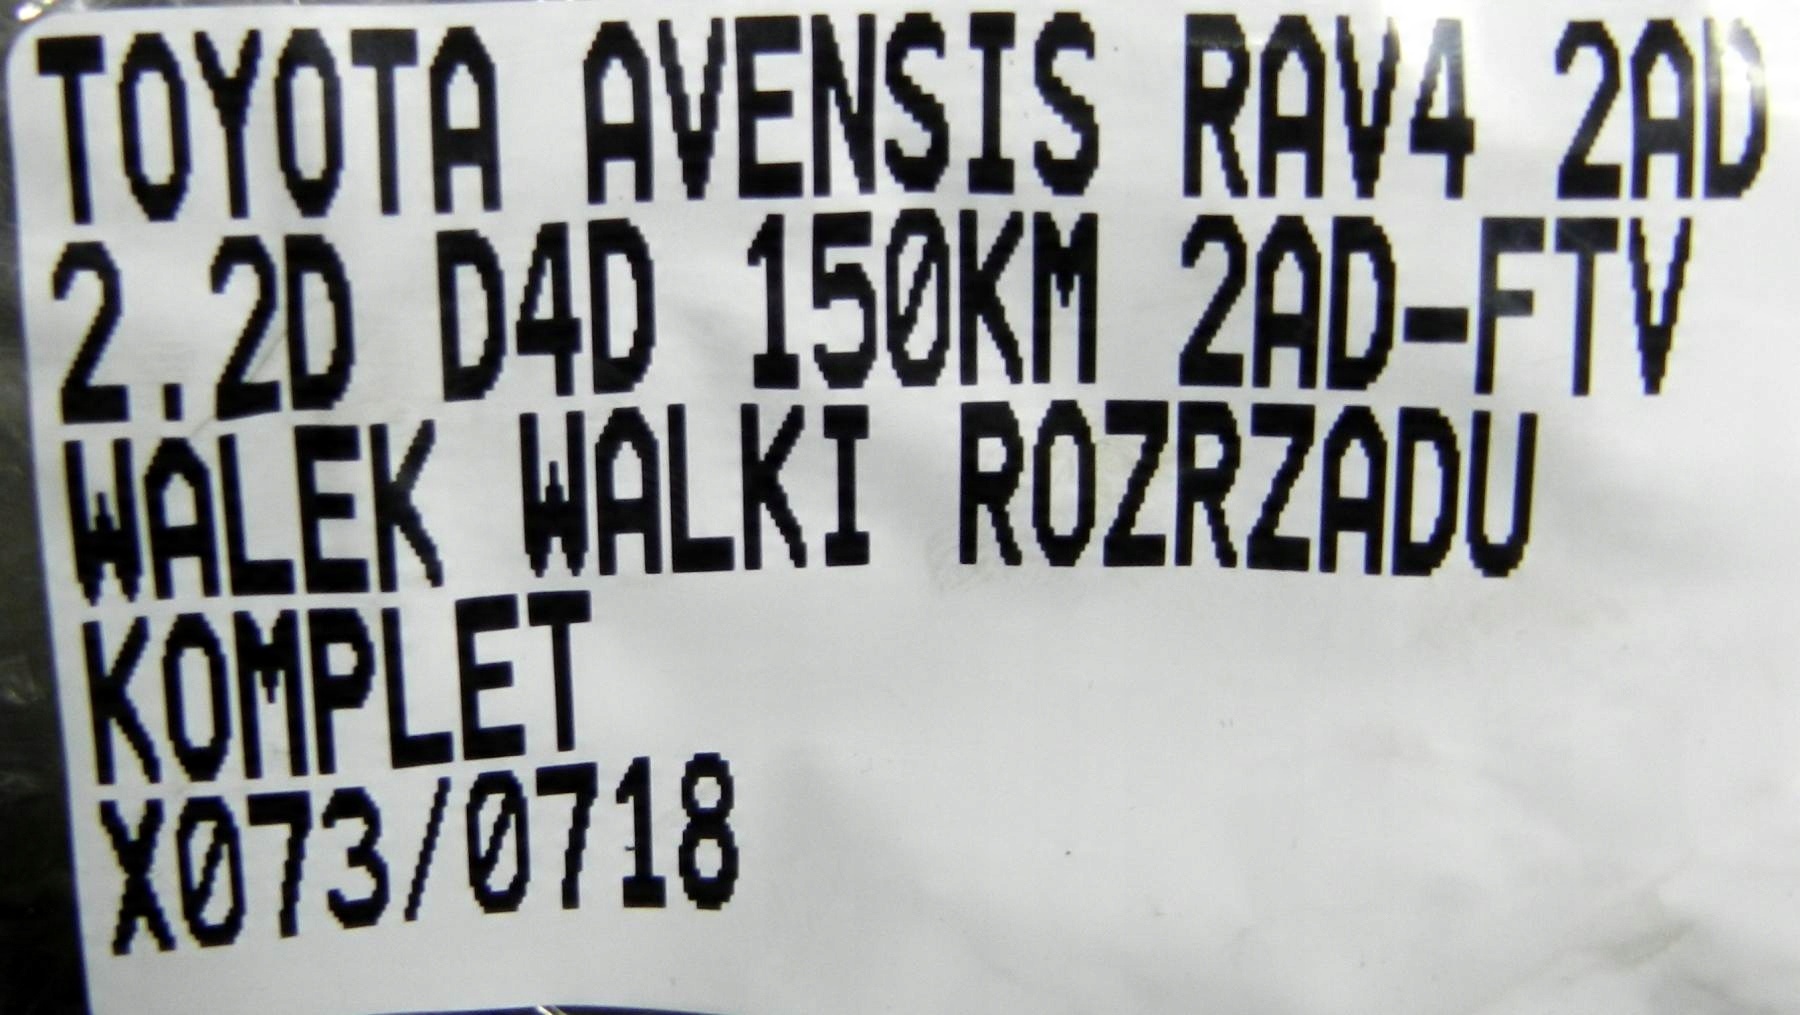 TOYOTA AVENSIS RAV4 2AD
2.2D D4D 150KM 2AD-FTV
WALEK WALKI ROZRZADU
KOMPLET
X073/0718